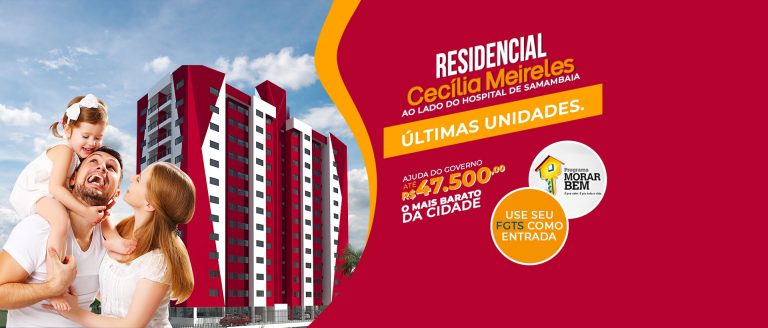 RESIDENCIAL
Cecília Meireles
AO LADO DO HOSPITAL DE SAMAMBAIA
ÚLTIMAS UNIDADES.
AJUDA DO GOVERNO
ATÉ
R$47.500,00
O MAIS BARATO
DA CIDADE
Programa
MORAR
BEM
USE SEU
FGTS COMO
ENTRADA